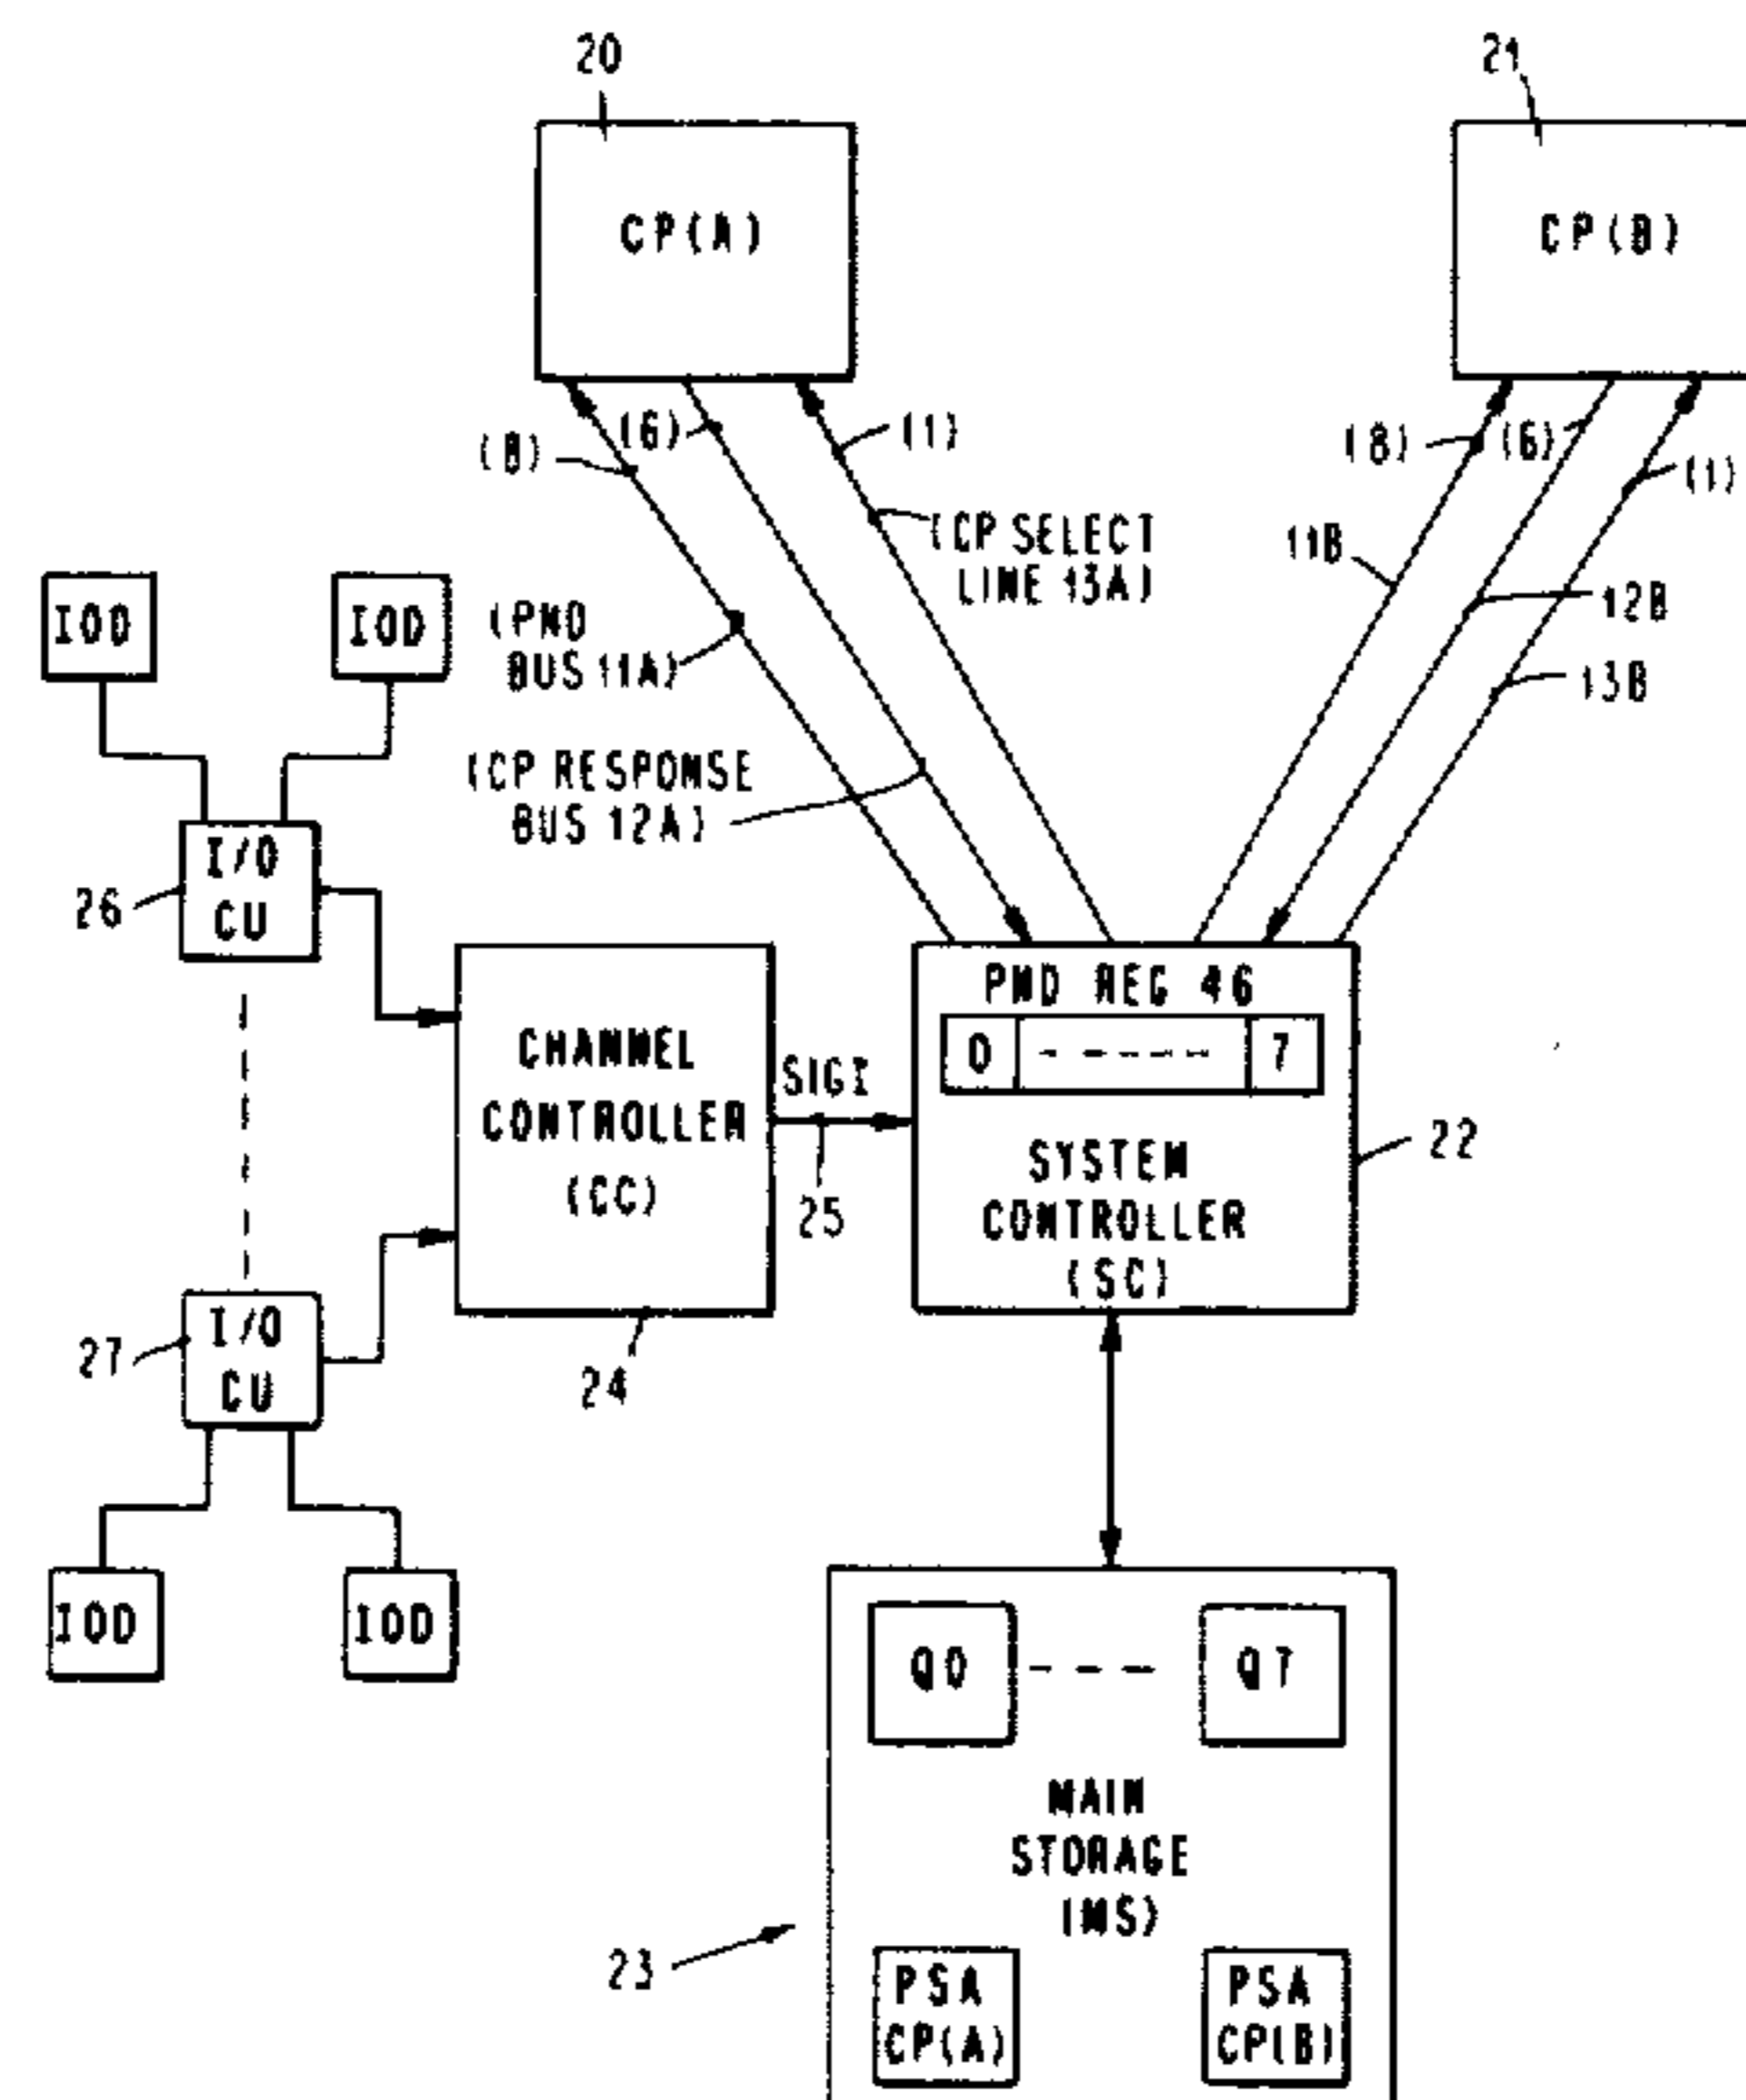 20
21
CP(A)
CP(B)
(8)
(6)
(1)
(8)
(6)
(1)
(CP SELECT
LINE 13A)
11B
12B
13B
IOD
IOD
(PND
BUS 11A)
(CP RESPONSE
BUS 12A)
I/O
CU
26
PND REG 46
0
7
CHANNEL
CONTROLLER
(CC)
SIGI
25
SYSTEM
CONTROLLER
(SC)
22
I/O
CU
27
24
IOD
IOD
Q0
Q7
MAIN
STORAGE
(MS)
23
PSA
CP(A)
PSA
CP(B)